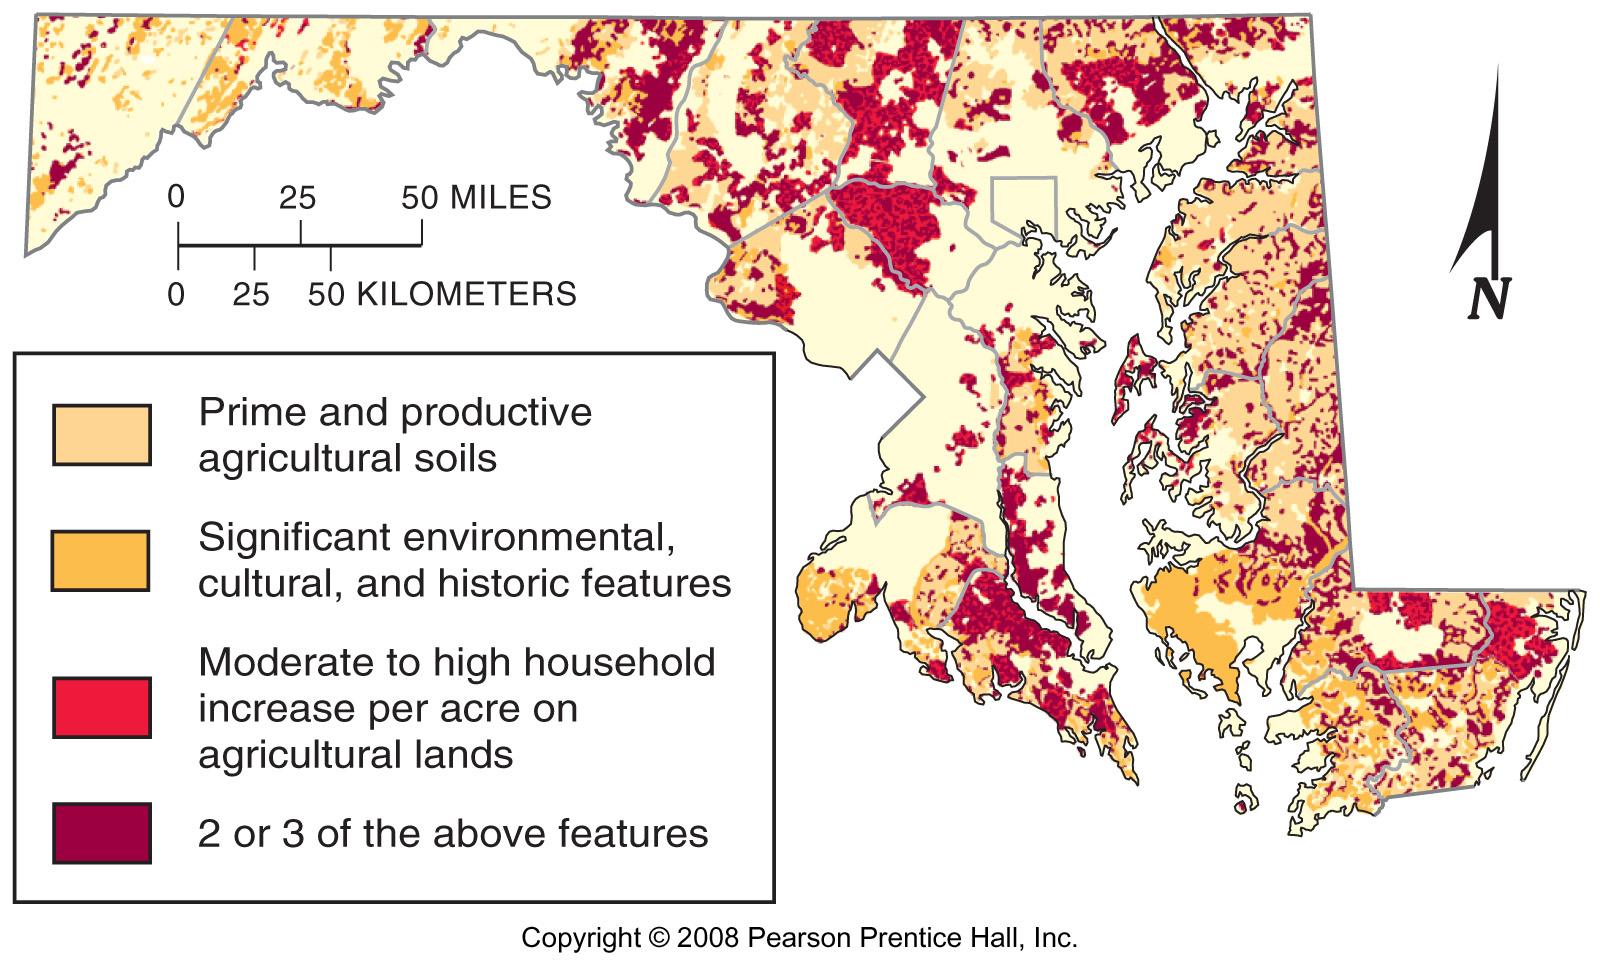 0 25 50 MILES
0 25 50 KILOMETERS
N
Prime and productive
agricultural soils
Significant environmental,
cultural, and historic features
Moderate to high household
increase per acre on
agricultural lands
2 or 3 of the above features
Copyright © 2008 Pearson Prentice Hall, Inc.